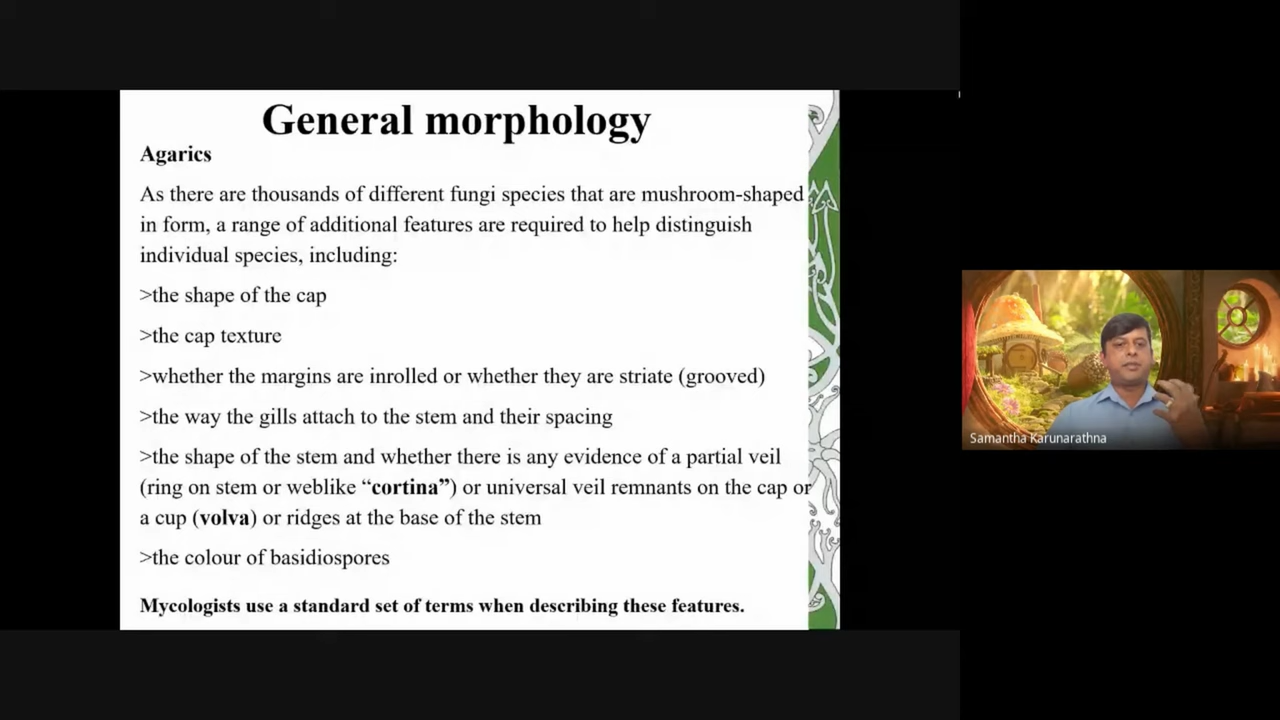 General morphology
Agarics
As there are thousands of different fungi species that are mushroom-shaped
in form, a range of additional features are required to help distinguish
individual species, including:
>the shape of the cap
>the cap texture
>whether the margins are inrolled or whether they are striate (grooved)
>the way the gills attach to the stem and their spacing
>the shape of the stem and whether there is any evidence of a partial veil
(ring on stem or weblike “cortina”) or universal veil remnants on the cap or
a cup (volva) or ridges at the base of the stem
>the colour of basidiospores
Mycologists use a standard set of terms when describing these features.
Samantha Karunarathna